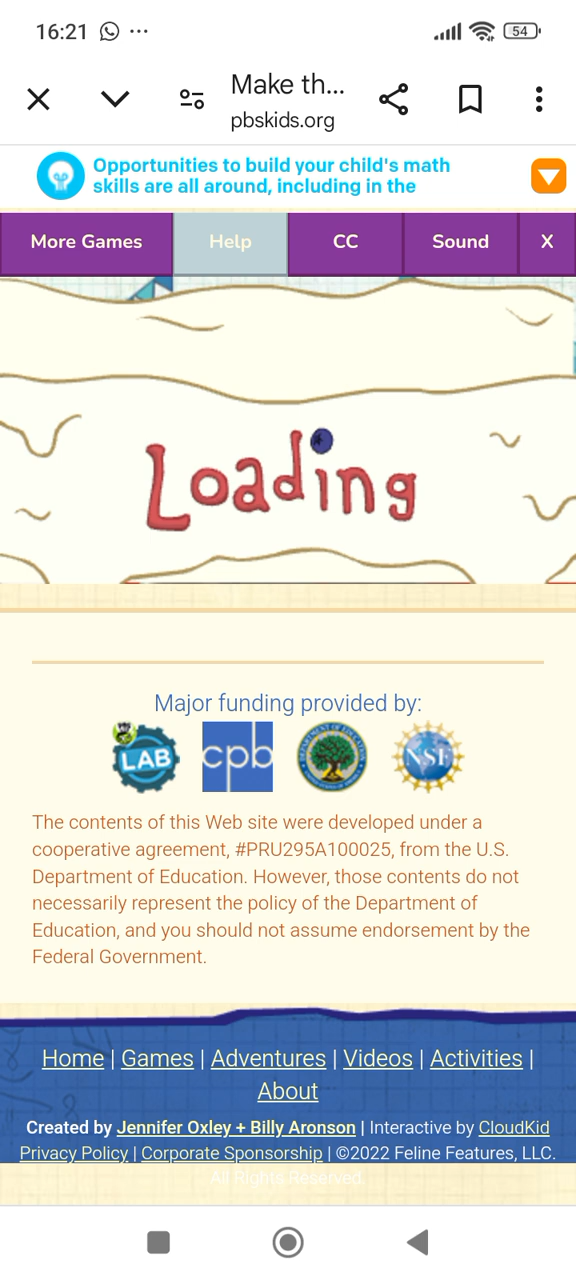 16:21
54
Make th...
pbskids.org
Opportunities to build your child's math
skills are all around, including in the
More Games
Help
CC
Sound
X
Loading
Major funding provided by:
LAB
cpb
NSF
The contents of this Web site were developed under a
cooperative agreement, #PRU295A100025, from the U.S.
Department of Education. However, those contents do not
necessarily represent the policy of the Department of
Education, and you should not assume endorsement by the
Federal Government.
Home | Games | Adventures | Videos | Activities |
About
Created by Jennifer Oxley + Billy Aronson | Interactive by CloudKid
Privacy Policy | Corporate Sponsorship | ©2022 Feline Features, LLC.
All Rights Reserved.